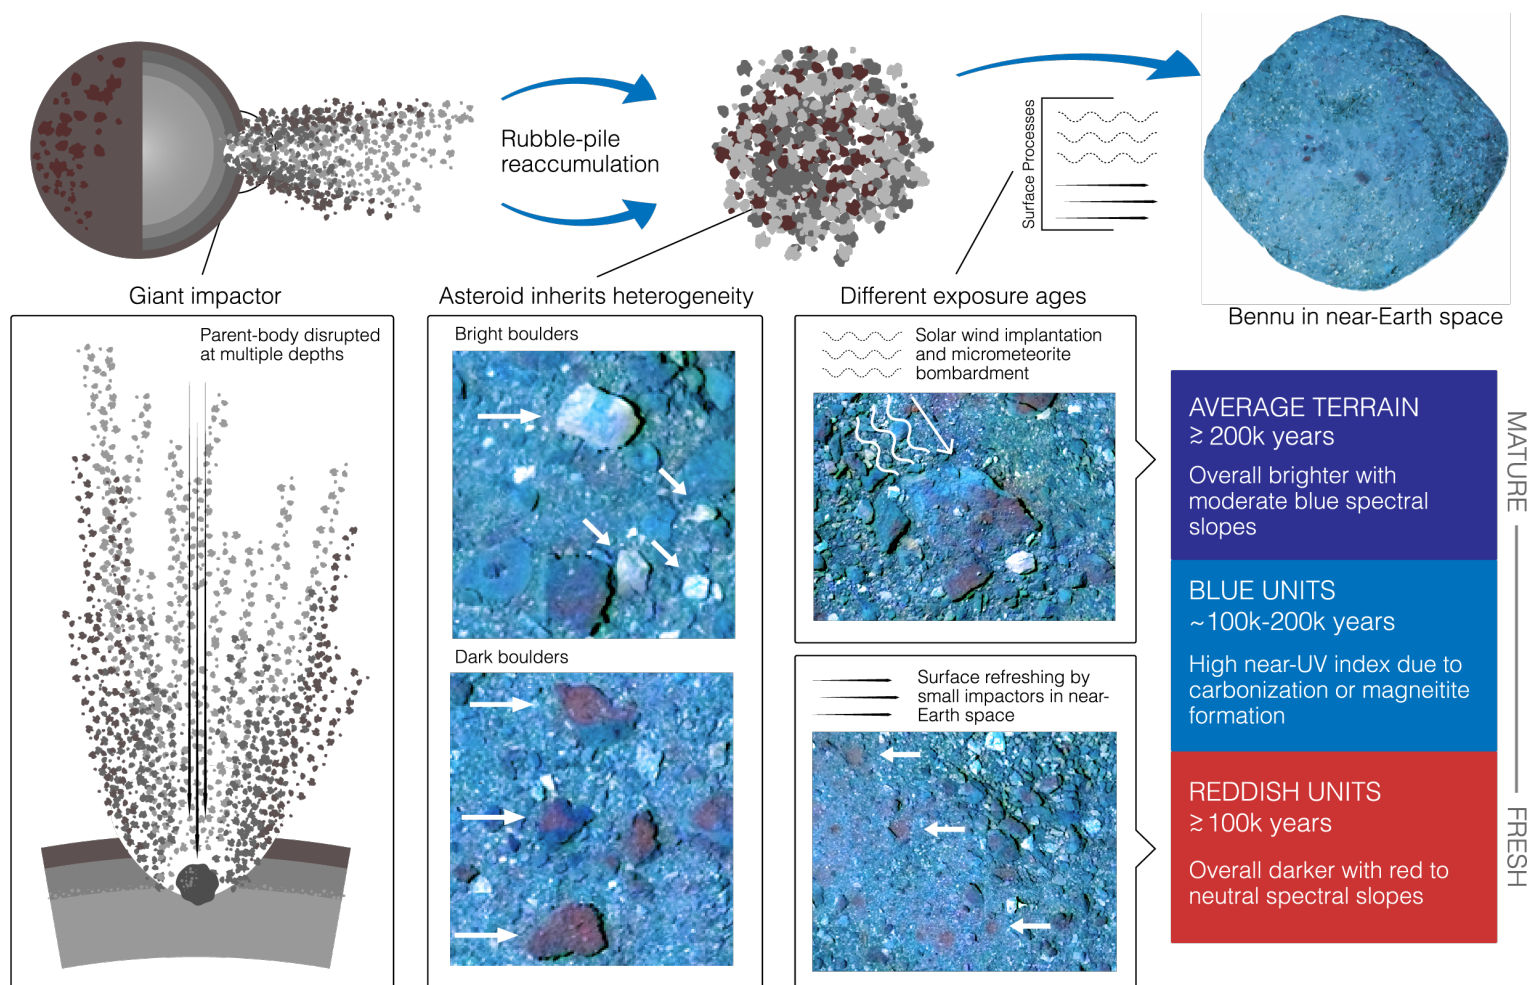 Rubble-pile
reaccumulation
Surface Processes
Giant impactor
Asteroid inherits heterogeneity
Different exposure ages
Bennu in near-Earth space
Parent-body disrupted
at multiple depths
Bright boulders
Dark boulders
Solar wind implantation
and micrometeorite
bombardment
Surface refreshing by
small impactors in near-
Earth space
AVERAGE TERRAIN
≳ 200k years
Overall brighter with
moderate blue spectral
slopes
BLUE UNITS
~100k-200k years
High near-UV index due to
carbonization or magneitite
formation
REDDISH UNITS
≳ 100k years
Overall darker with red to
neutral spectral slopes
MATURE
FRESH